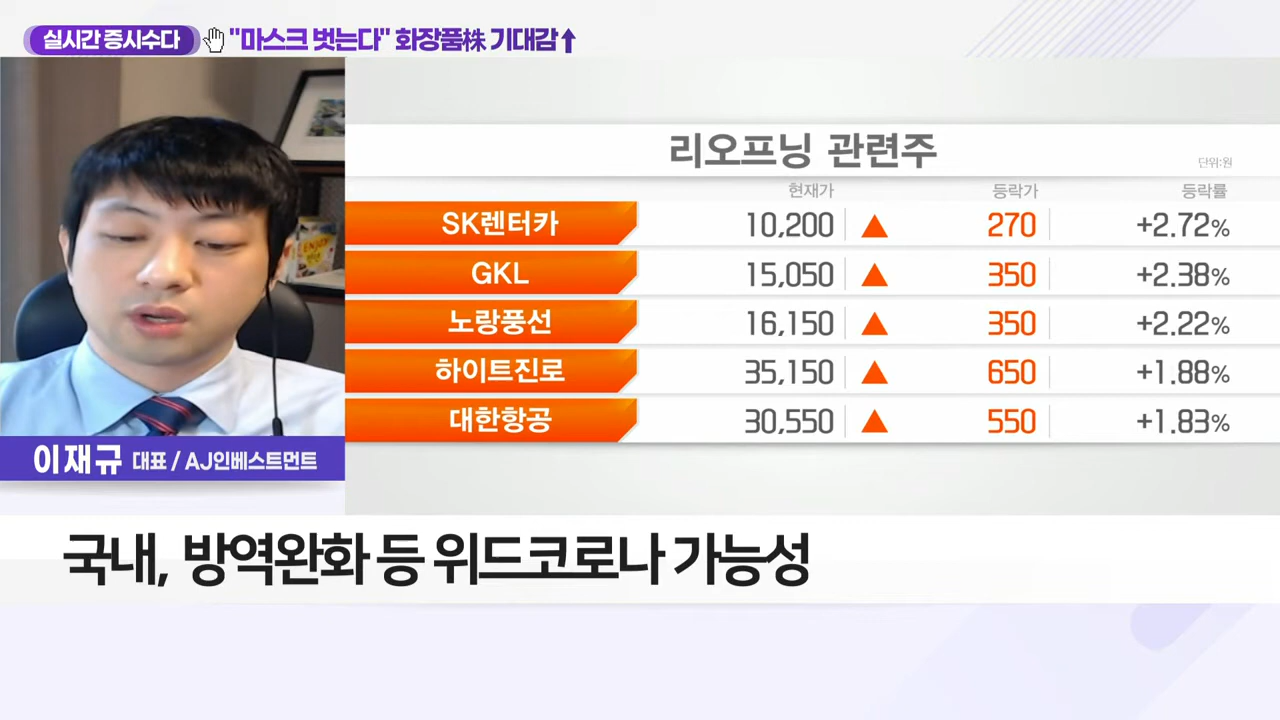 실시간 증시수다 "마스크 벗는다" 화장품株 기대감↑
리오프닝 관련주
단위:원
현재가 등락가 등락률
SK렌터카 10,200 ▲ 270 +2.72%
GKL 15,050 ▲ 350 +2.38%
노랑풍선 16,150 ▲ 350 +2.22%
하이트진로 35,150 ▲ 650 +1.88%
대한항공 30,550 ▲ 550 +1.83%
ENJOY
이재규 대표 / AJ인베스트먼트
국내, 방역완화 등 위드코로나 가능성